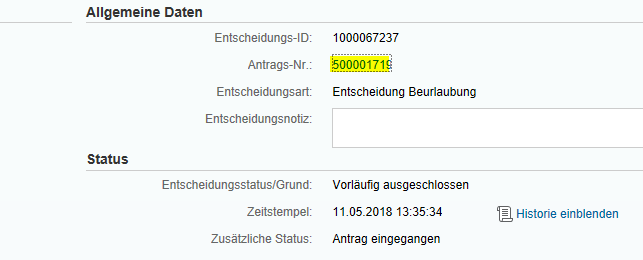 Allgemeine Daten
Entscheidungs-ID: 1000067237
Antrags-Nr.: 500001719
Entscheidungsart: Entscheidung Beurlaubung
Entscheidungsnotiz:
Status
Entscheidungsstatus/Grund: Vorläufig ausgeschlossen
Zeitstempel: 11.05.2018 13:35:34 Historie einblenden
Zusätzliche Status: Antrag eingegangen